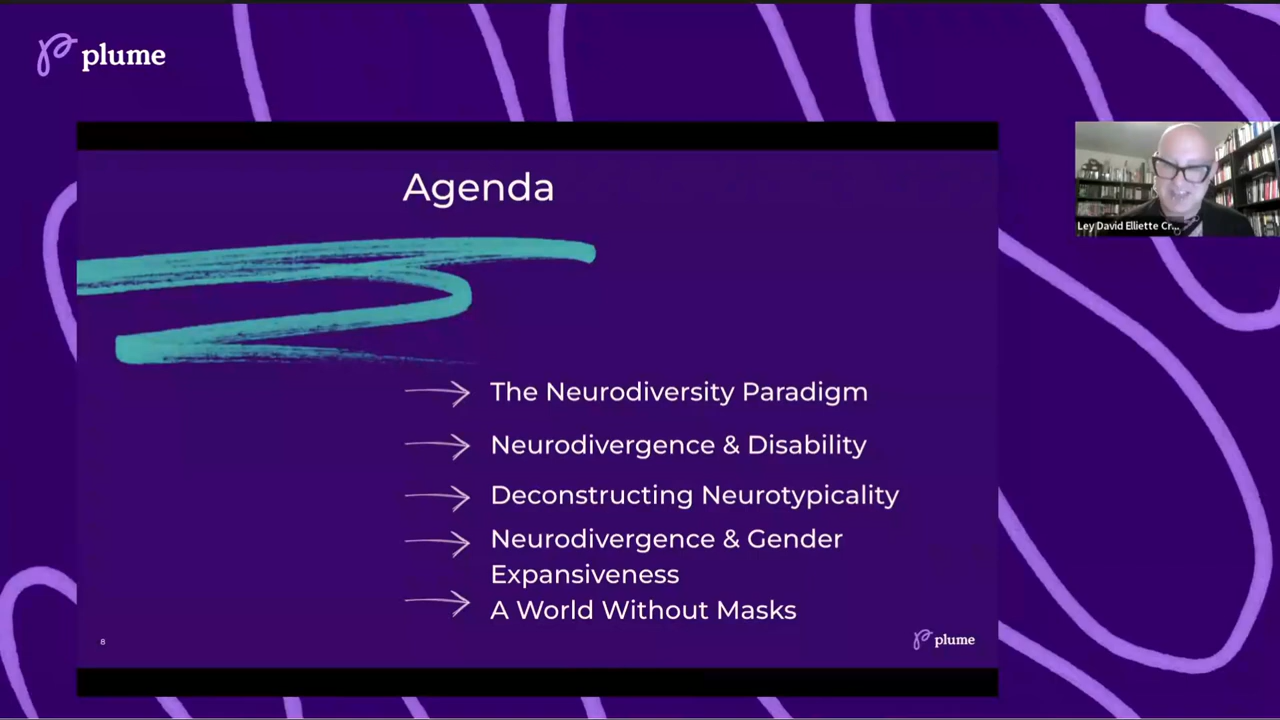 plume
Agenda
Ley David Elliette Cr...
The Neurodiversity Paradigm
Neurodivergence & Disability
Deconstructing Neurotypicality
Neurodivergence & Gender
Expansiveness
A World Without Masks
8
plume